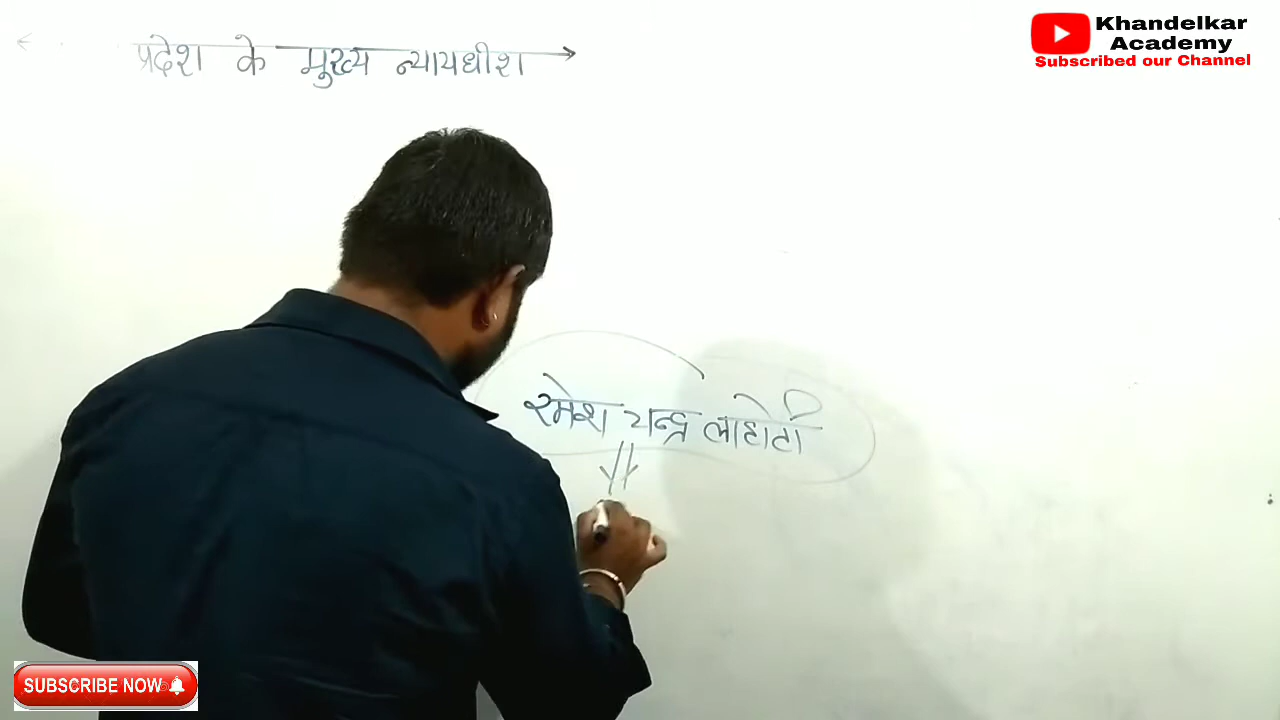 प्रदेश के मुख्य न्यायधीश
Khandelkar
Academy
Subscribed our Channel
रमेश चन्द्र लाहोटी
SUBSCRIBE NOW